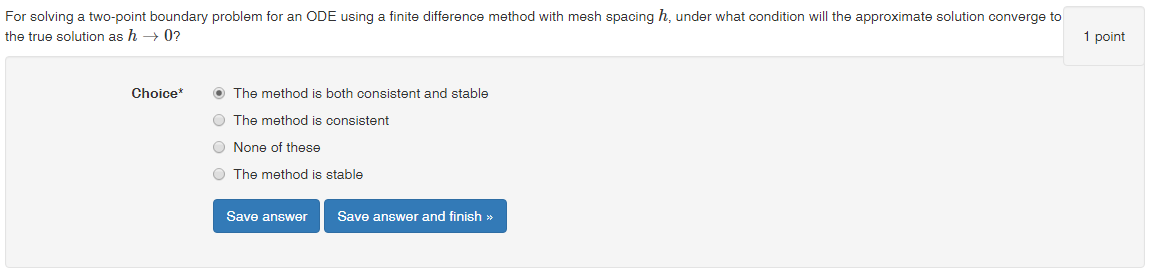 For solving a two-point boundary problem for an ODE using a finite difference method with mesh spacing h, under what condition will the approximate solution converge to
the true solution as h → 0?
1 point
Choice*
The method is both consistent and stable
The method is consistent
None of these
The method is stable
Save answer
Save answer and finish »